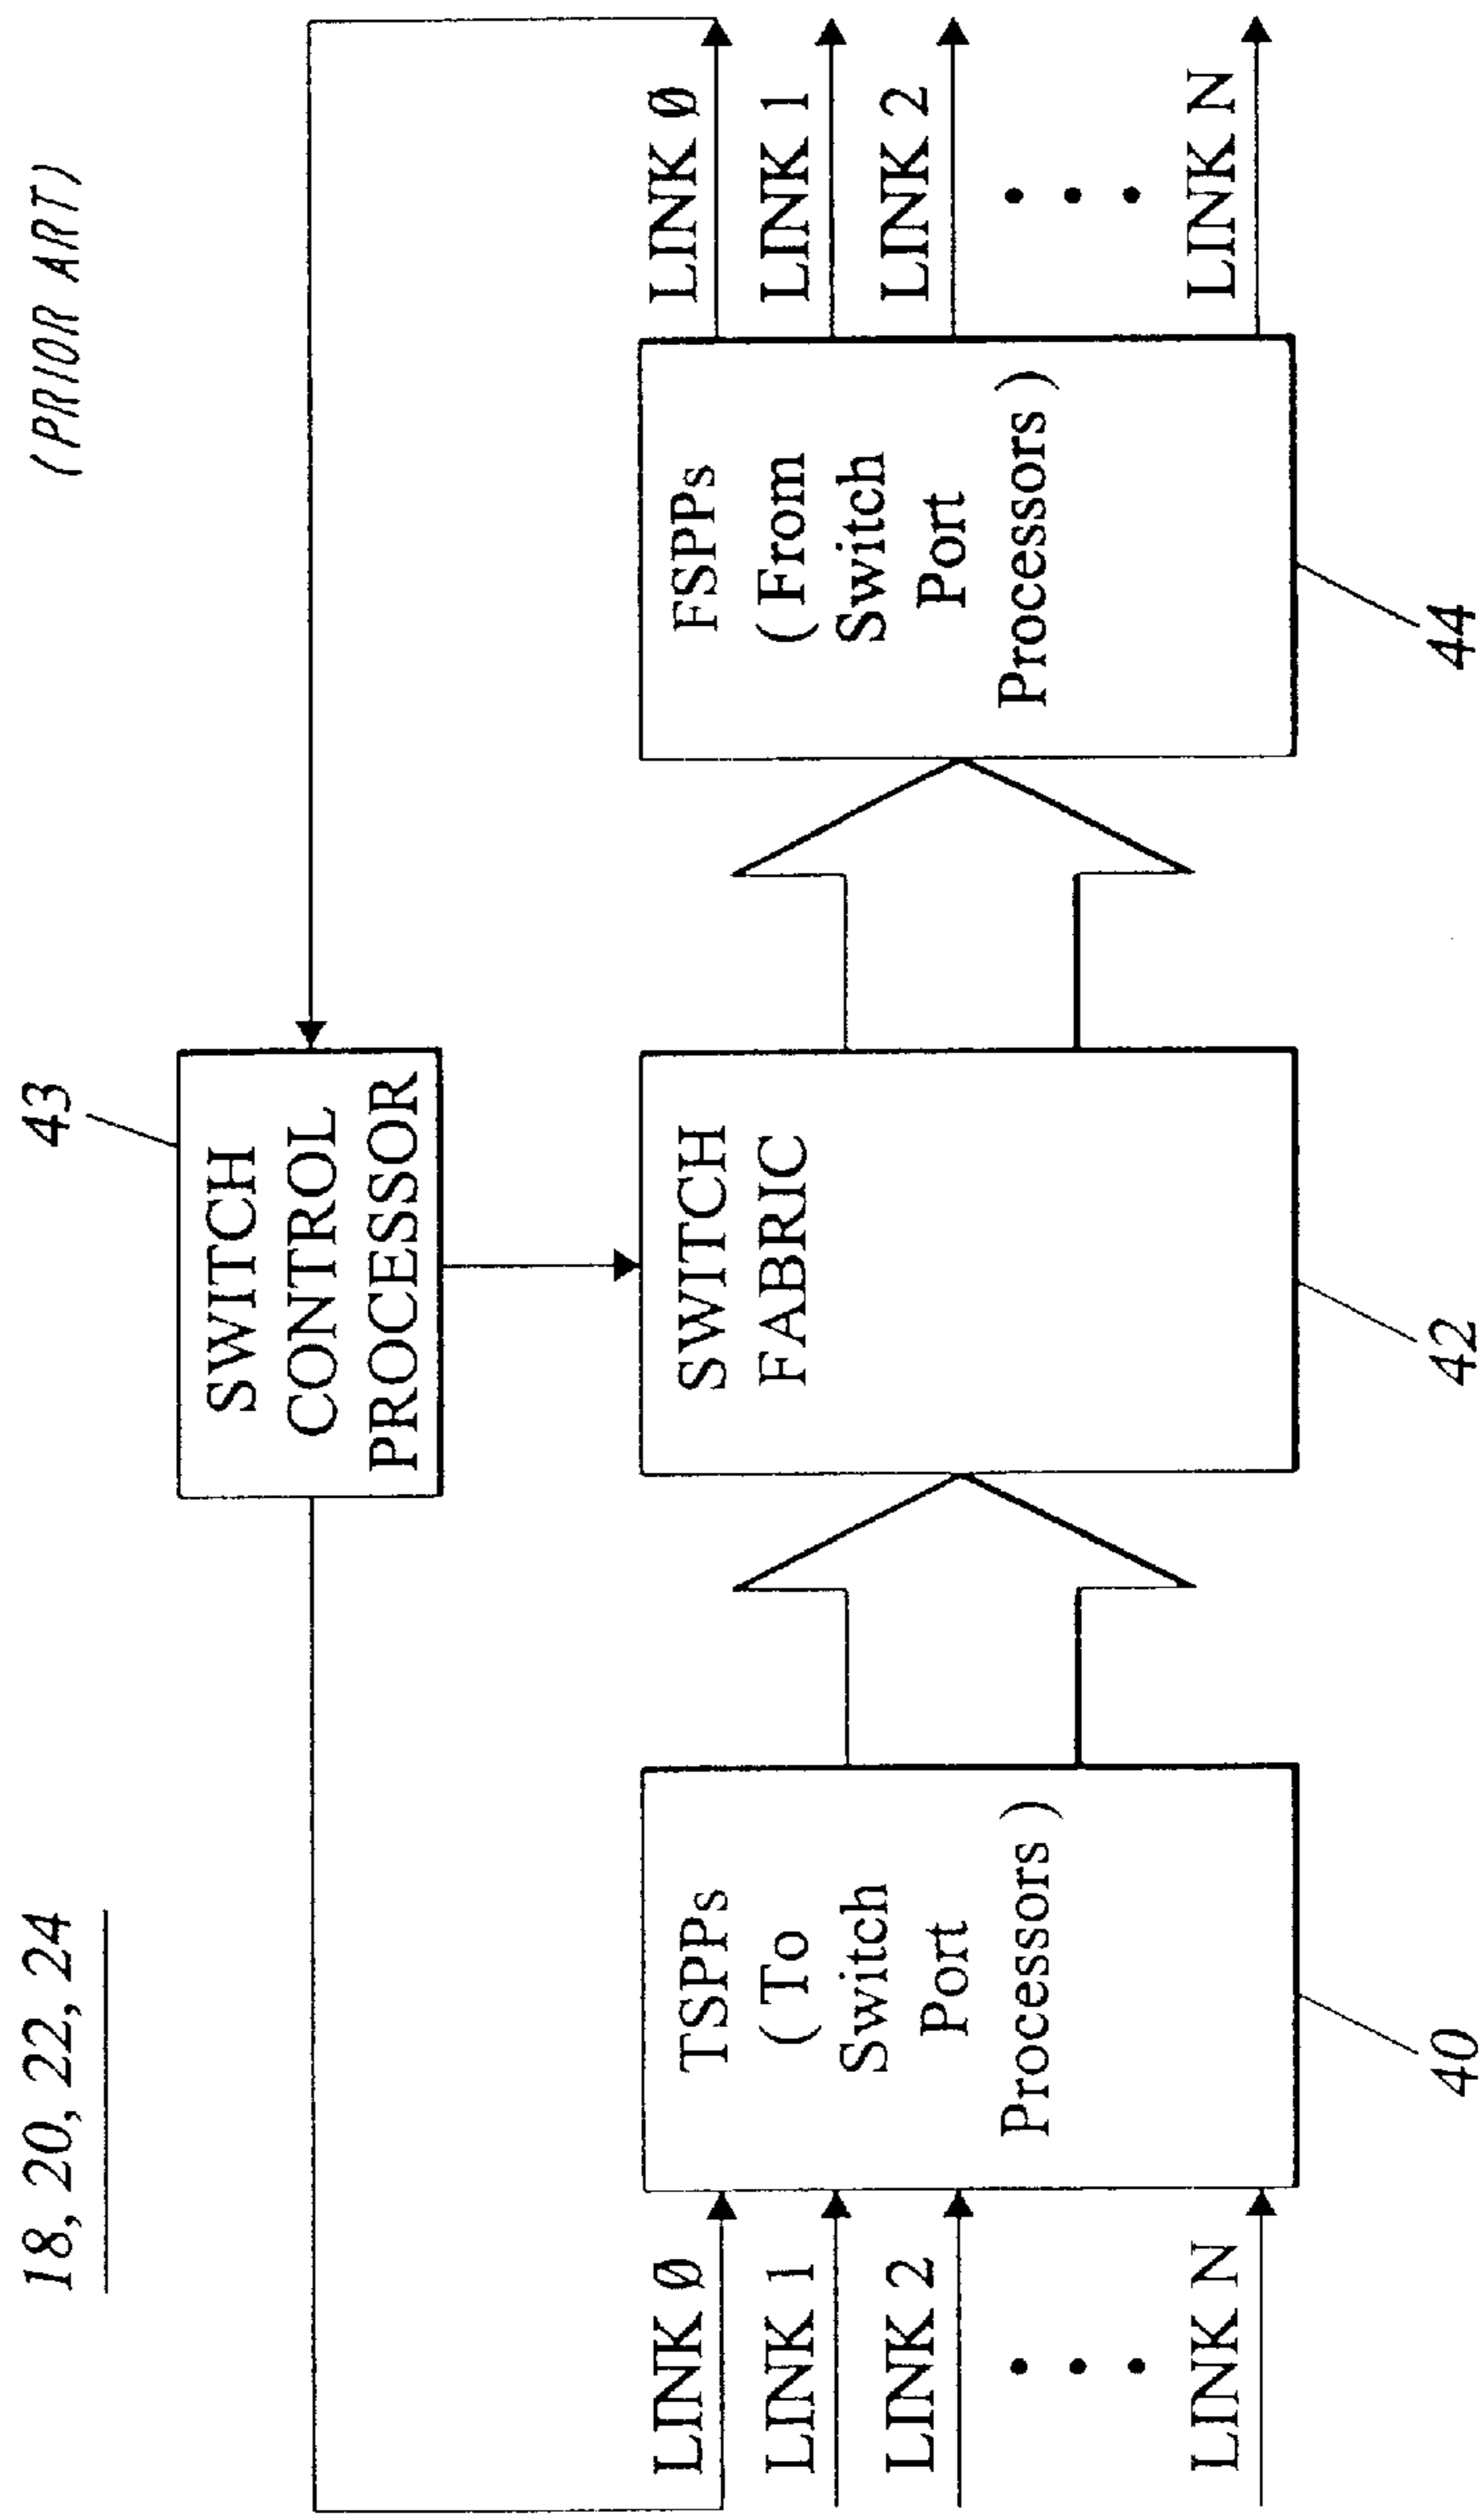 18, 20, 22, 24
(PRIOR ART)
43
SWITCH
CONTROL
PROCESSOR
LINK Ø
LINK 1
LINK 2
LINK N
TSPPs
(To
Switch
Port
Processors)
40
SWITCH
FABRIC
42
FSPPs
(From
Switch
Port
Processors)
44
LINK Ø
LINK 1
LINK 2
LINK N